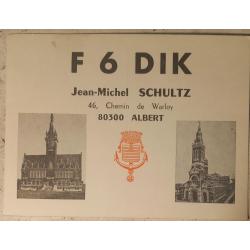 F 6 DIK
Jean-Michel SCHULTZ
46, Chemin de Warloy
80300 ALBERT